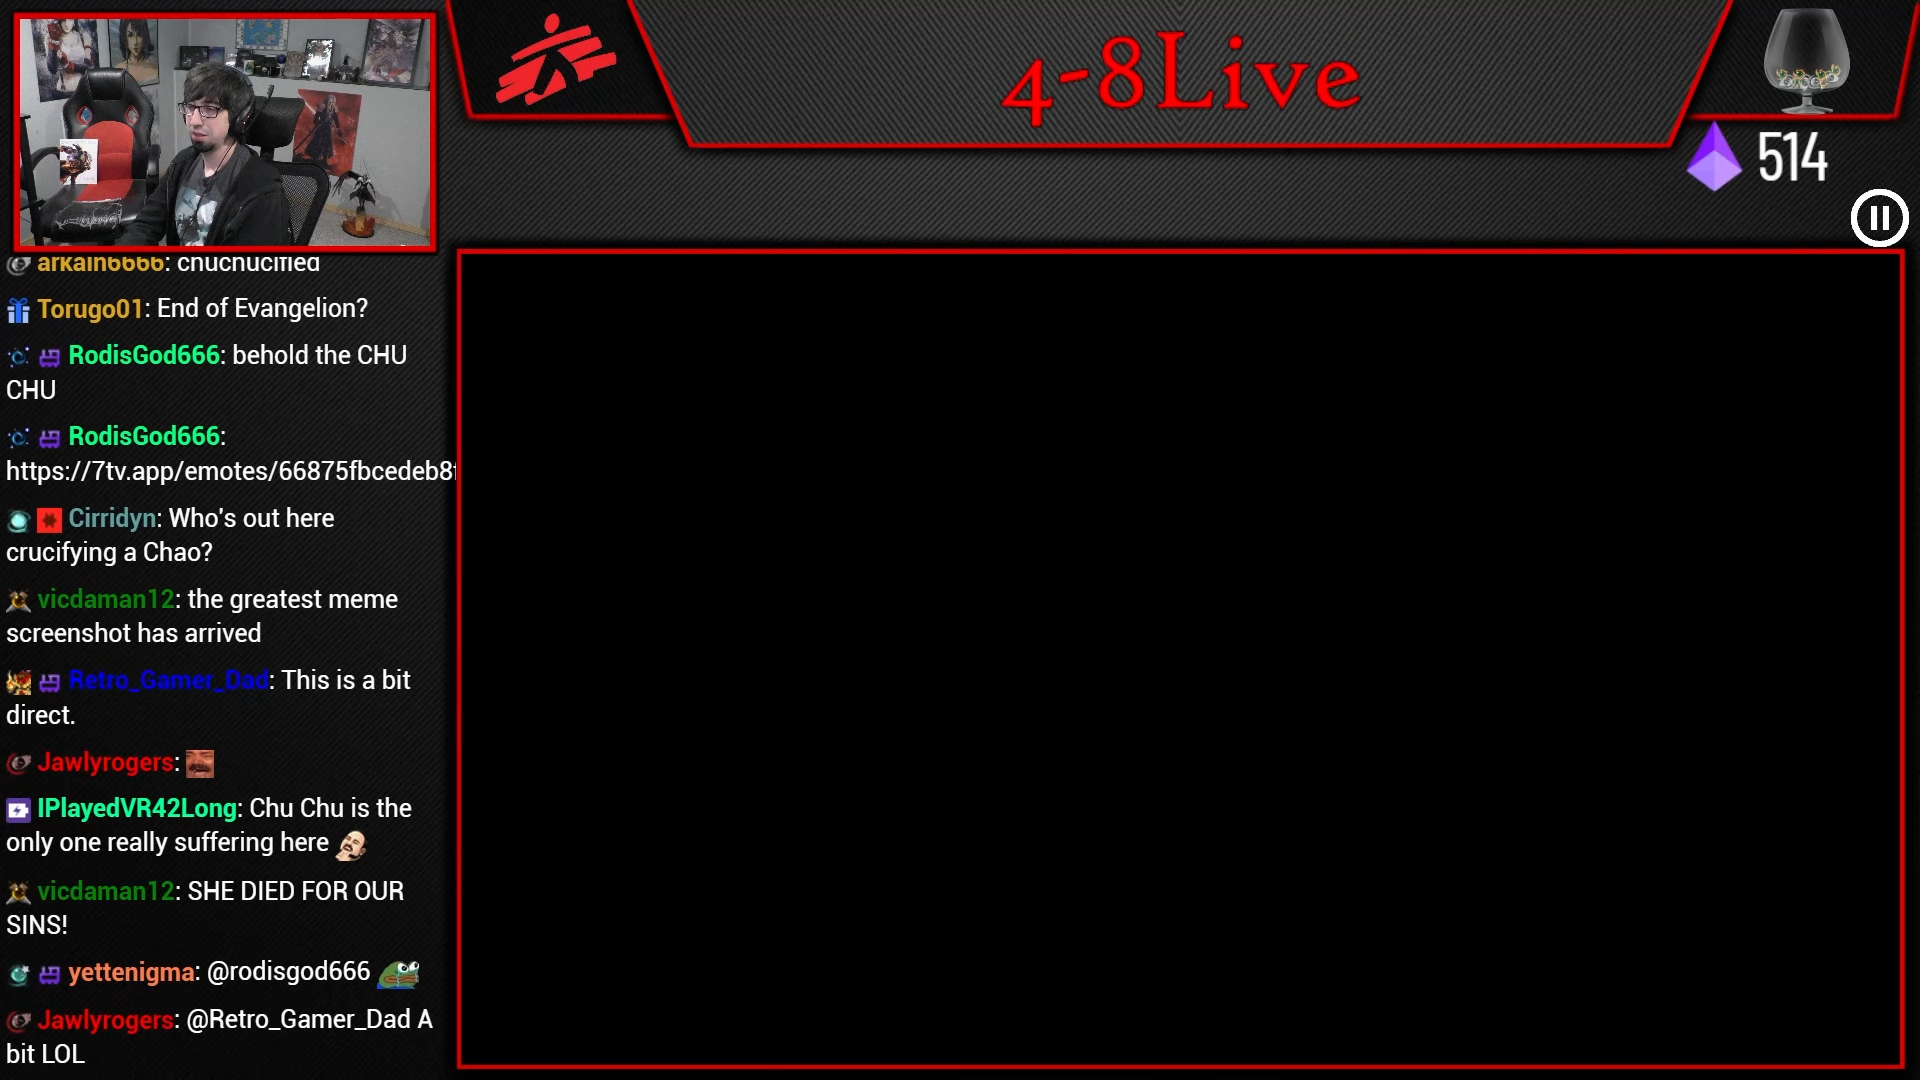 4-8Live
514
arkain6666: chuchucified
Torugo01: End of Evangelion?
RodisGod666: behold the CHU
CHU
RodisGod666:
https://7tv.app/emotes/66875fbcedeb8f
Cirridyn: Who's out here
crucifying a Chao?
vicdaman12: the greatest meme
screenshot has arrived
Retro_Gamer_Dad: This is a bit
direct.
Jawlyrogers:
IPlayedVR42Long: Chu Chu is the
only one really suffering here
vicdaman12: SHE DIED FOR OUR
SINS!
yettenigma: @rodisgod666
Jawlyrogers: @Retro_Gamer_Dad A
bit LOL